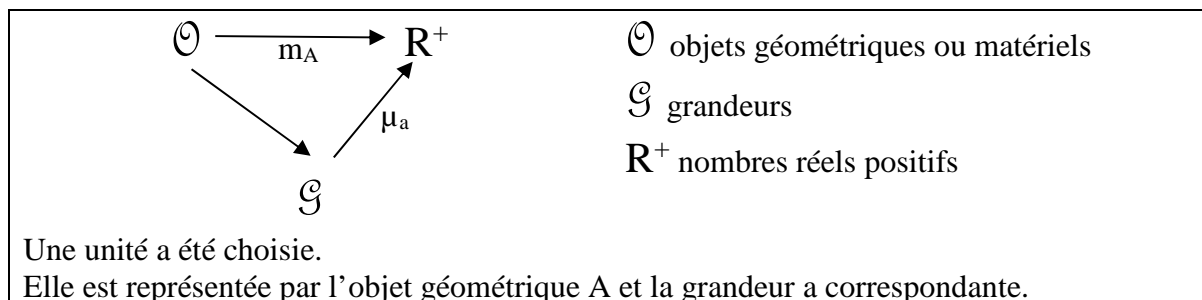 𝒪 m_A R⁺ 𝒪 objets géométriques ou matériels
µ_a 𝒢 grandeurs
R⁺ nombres réels positifs
𝒢
Une unité a été choisie.
Elle est représentée par l’objet géométrique A et la grandeur a correspondante.